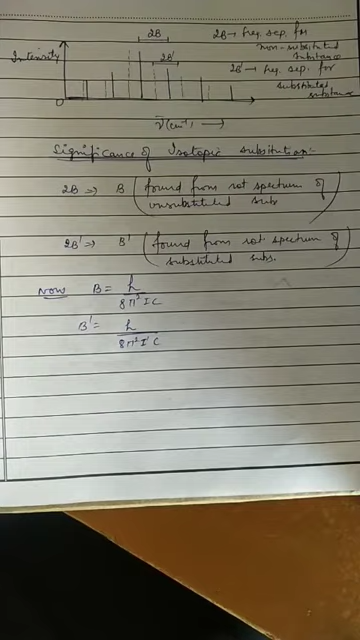 2B 2B → freq. sep. for
Intensity non-substituted substance
2B' 2B' → freq. sep. for
substituted substance
0
ν̄ (cm⁻¹) →
Significance of Isotopic substitution:-
2B ⇒ B (found from rot spectrum of
unsubstituted sub)
2B' ⇒ B' (found from rot. spectrum of
substituted subs.)
Now B = h
8π²IC
B' = h
8π²I'C